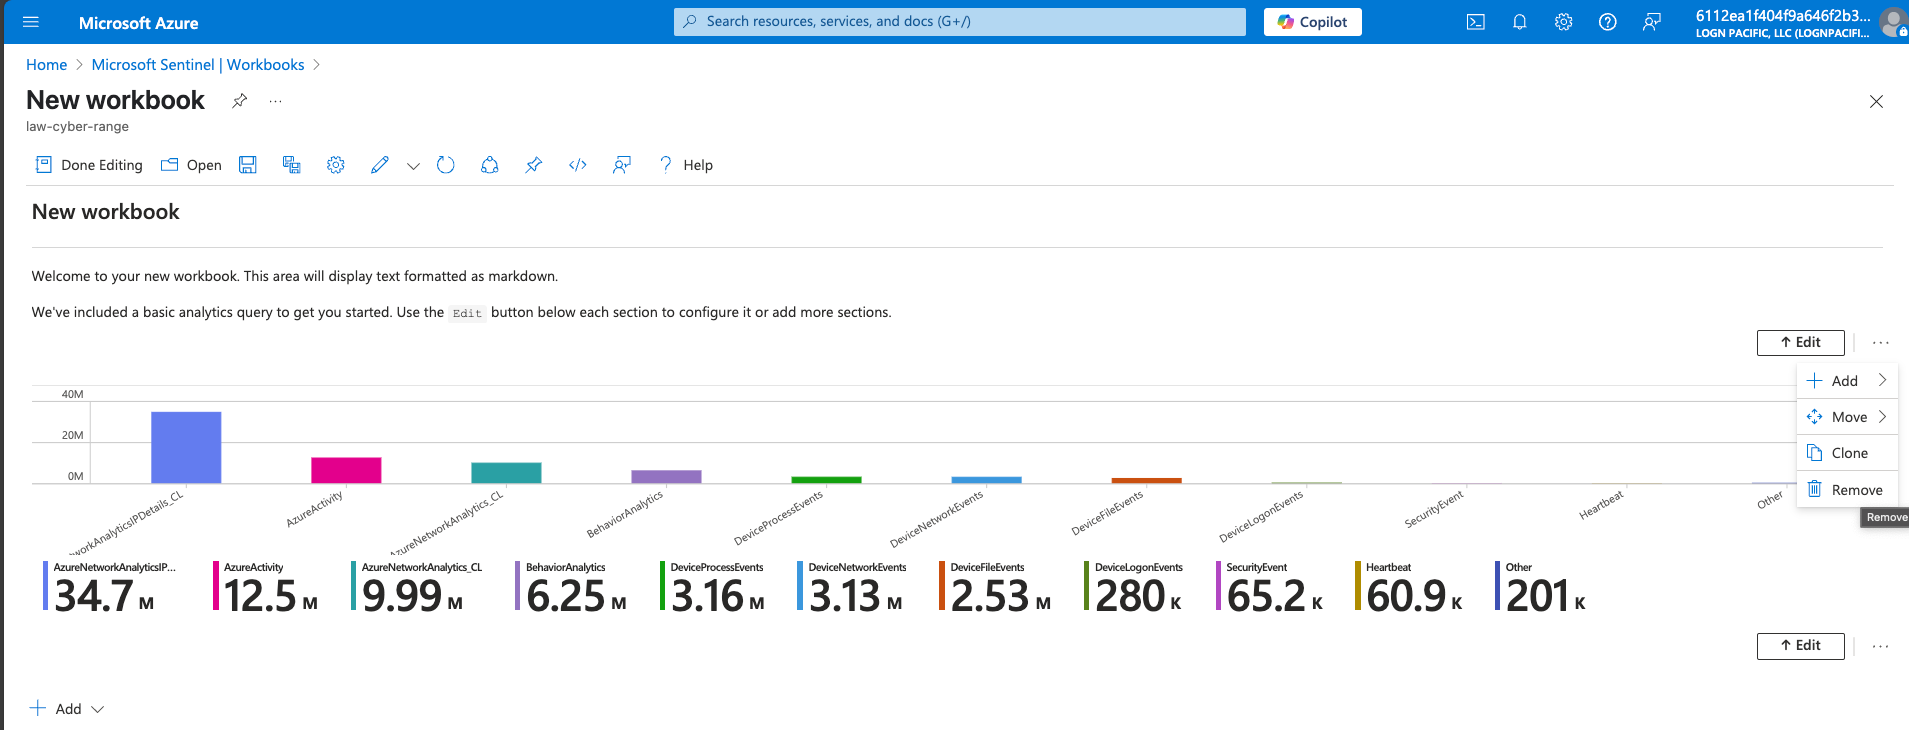 Microsoft Azure
Search resources, services, and docs (G+/)
Copilot
6112ea1f404f9a646f2b3...
LOGN PACIFIC, LLC (LOGNPACIFI...
Home > Microsoft Sentinel | Workbooks >
New workbook
law-cyber-range
Done Editing Open Help
New workbook
Welcome to your new workbook. This area will display text formatted as markdown.
We've included a basic analytics query to get you started. Use the Edit button below each section to configure it or add more sections.
↑ Edit
Add
Move
Clone
Remove
Remove
40M
20M
0M
workAnalyticsIPDetails_CL
AzureActivity
AzureNetworkAnalytics_CL
BehaviorAnalytics
DeviceProcessEvents
DeviceNetworkEvents
DeviceFileEvents
DeviceLogonEvents
SecurityEvent
Heartbeat
Other
AzureNetworkAnalyticsIP... AzureActivity AzureNetworkAnalytics_CL BehaviorAnalytics DeviceProcessEvents DeviceNetworkEvents DeviceFileEvents DeviceLogonEvents SecurityEvent Heartbeat Other
34.7 M 12.5 M 9.99 M 6.25 M 3.16 M 3.13 M 2.53 M 280 K 65.2 K 60.9 K 201 K
↑ Edit
Add